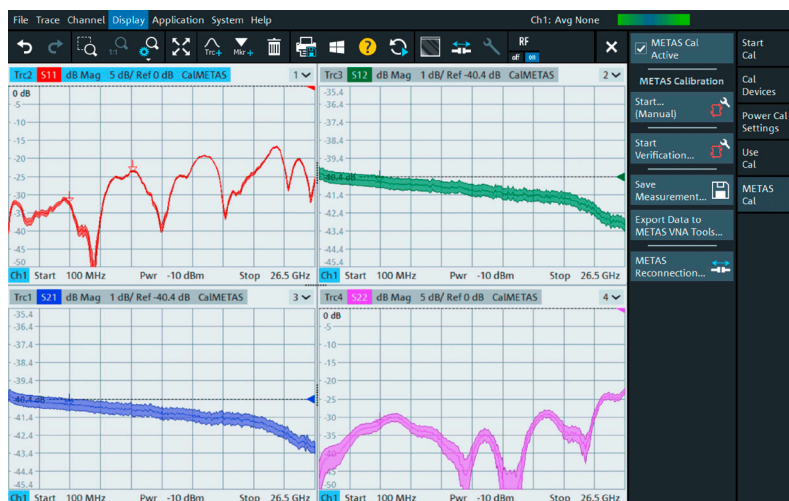 File Trace Channel Display Application System Help
Ch1: Avg None
1:1
Trc+
Mkr+
RF
off on
METAS Cal
Active
METAS Calibration
Start...
(Manual)
Start
Verification...
Save
Measurement...
Export Data to
METAS VNA Tools...
METAS
Reconnection...
Start
Cal
Cal
Devices
Power Cal
Settings
Use
Cal
METAS
Cal
Trc2 S11 dB Mag 5 dB/ Ref 0 dB CalMETAS 1
0 dB
-5
-10
-15
-20
-25
-30
-35
-40
-45
-50
Ch1 Start 100 MHz Pwr -10 dBm Stop 26.5 GHz
Trc3 S12 dB Mag 1 dB/ Ref -40.4 dB CalMETAS 2
-35.4
-36.4
-37.4
-38.4
-39.4
-40.4 dB
-41.4
-42.4
-43.4
-44.4
-45.4
Ch1 Start 100 MHz Pwr -10 dBm Stop 26.5 GHz
Trc1 S21 dB Mag 1 dB/ Ref -40.4 dB CalMETAS 3
-35.4
-36.4
-37.4
-38.4
-39.4
-40.4 dB
-41.4
-42.4
-43.4
-44.4
-45.4
Ch1 Start 100 MHz Pwr -10 dBm Stop 26.5 GHz
Trc4 S22 dB Mag 5 dB/ Ref 0 dB CalMETAS 4
0 dB
-5
-10
-15
-20
-25
-30
-35
-40
-45
-50
Ch1 Start 100 MHz Pwr -10 dBm Stop 26.5 GHz